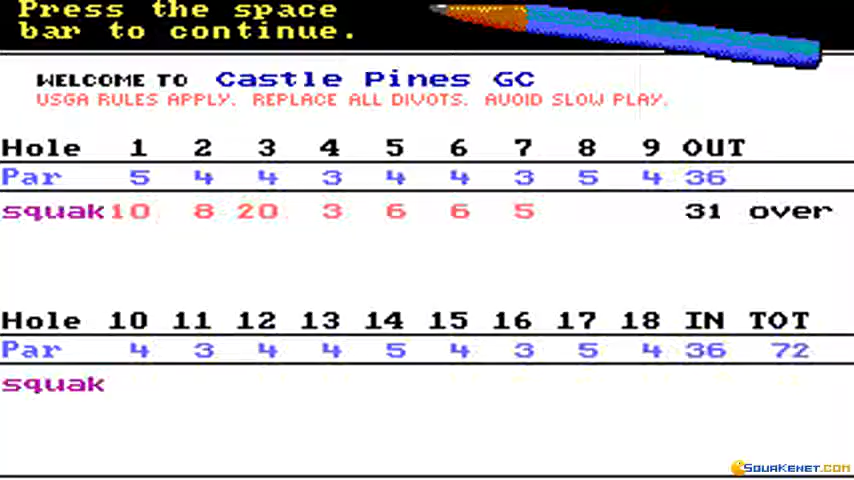 Press the space
bar to continue.
WELCOME TO Castle Pines GC
USGA RULES APPLY. REPLACE ALL DIVOTS. AVOID SLOW PLAY.
Hole 1 2 3 4 5 6 7 8 9 OUT
Par 5 4 4 3 4 4 3 5 4 36
squak 10 8 20 3 6 6 5 31 over
Hole 10 11 12 13 14 15 16 17 18 IN TOT
Par 4 3 4 4 5 4 3 5 4 36 72
squak
SQUAKENET.COM